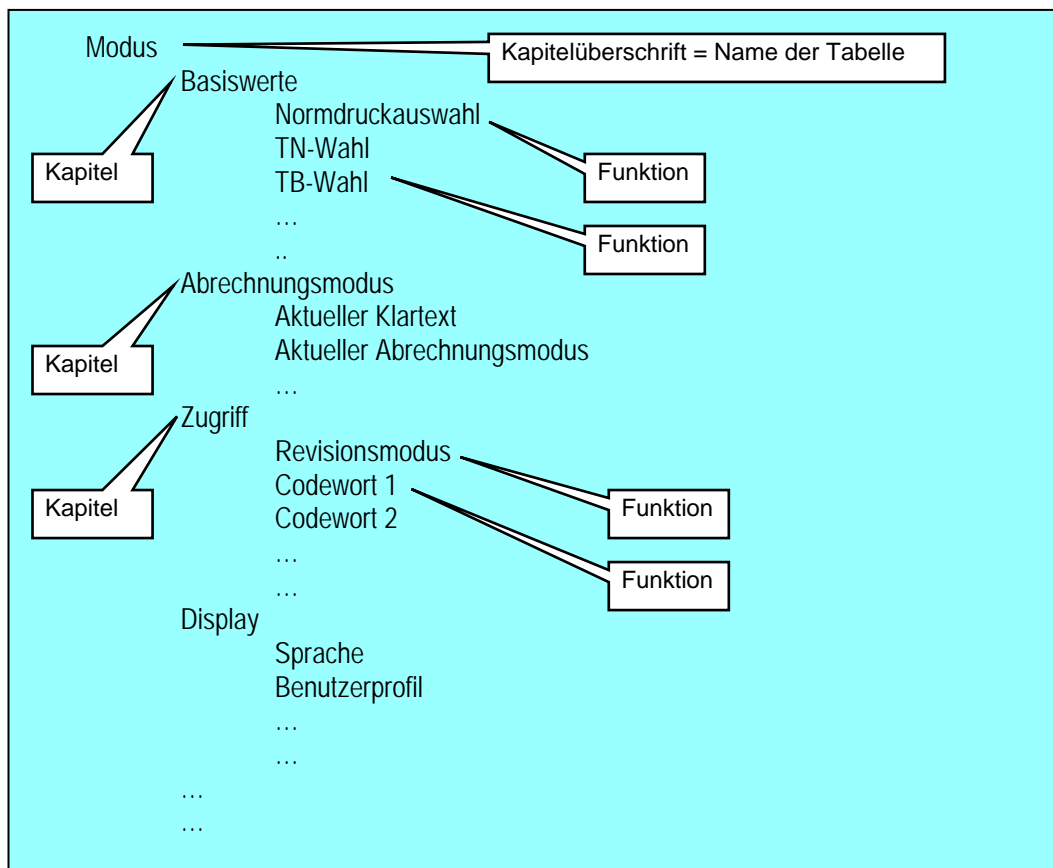 Modus
Kapitelüberschrift = Name der Tabelle
Basiswerte
Normdruckauswahl
Kapitel
TN-Wahl
Funktion
TB-Wahl
…
Funktion
..
Abrechnungsmodus
Aktueller Klartext
Kapitel
Aktueller Abrechnungsmodus
…
Zugriff
Revisionsmodus
Kapitel
Codewort 1
Funktion
Codewort 2
…
Funktion
…
Display
Sprache
Benutzerprofil
…
…
…
…